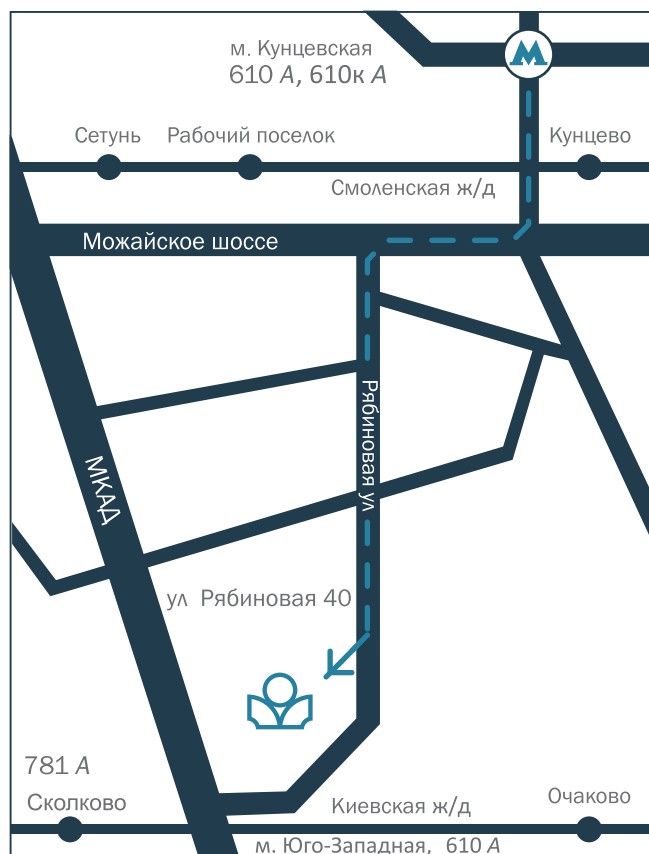 м. Кунцевская
610 А, 610к А
Сетунь
Рабочий поселок
Кунцево
Смоленская ж/д
Можайское шоссе
Рябиновая ул
МКАД
ул Рябиновая 40
781 А
Сколково
Киевская ж/д
Очаково
м. Юго-Западная, 610 А